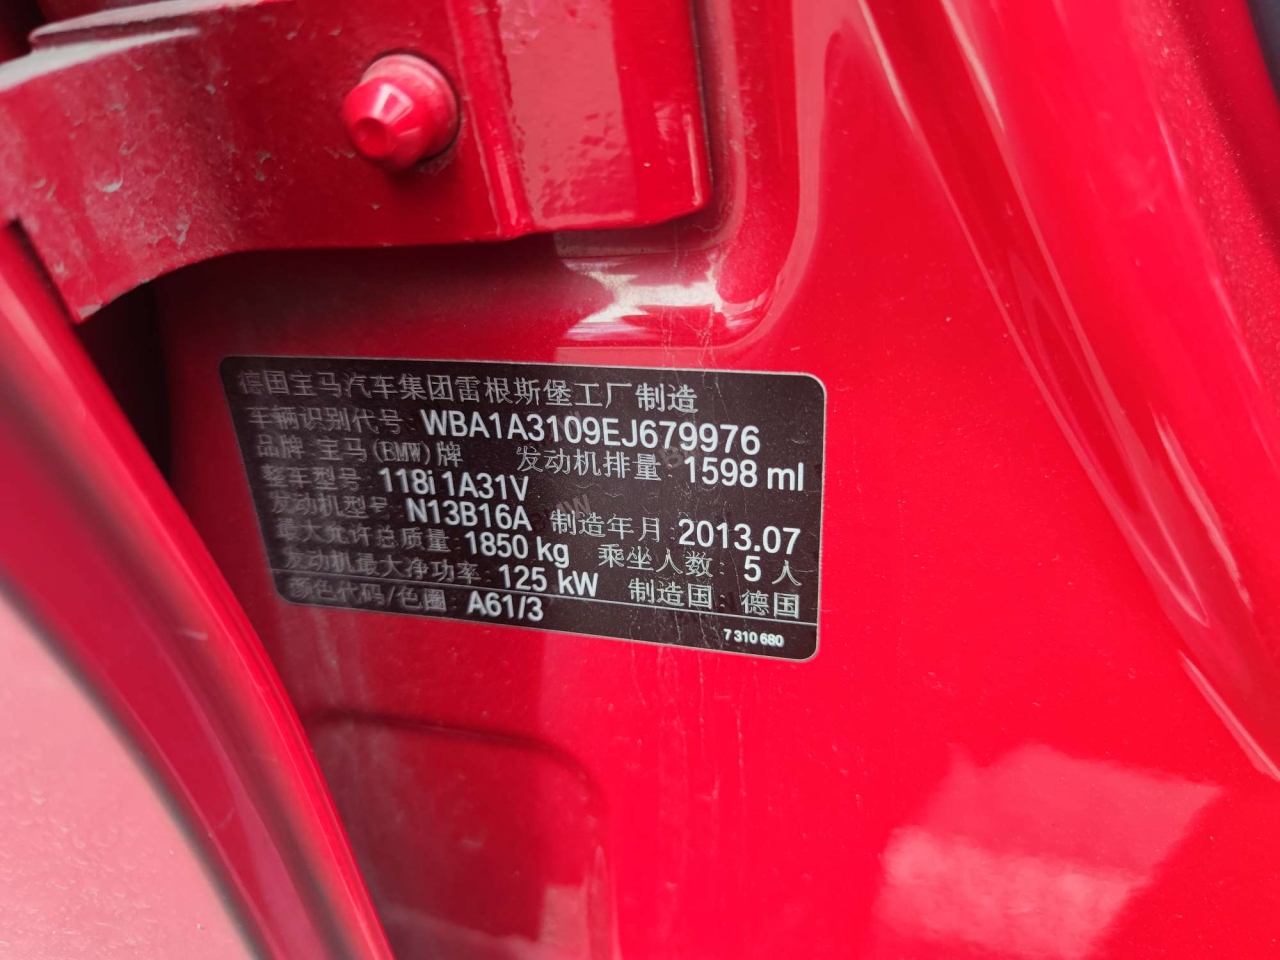 德国宝马汽车集团雷根斯堡工厂制造
车辆识别代号: WBA1A3109EJ679976
品牌: 宝马(BMW)牌 发动机排量: 1598 ml
整车型号: 118i 1A31V
发动机型号: N13B16A 制造年月: 2013.07
最大允许总质量: 1850 kg 乘坐人数: 5 人
发动机最大净功率: 125 kW 制造国: 德国
颜色代码/色圈: A61/3
7 310 680